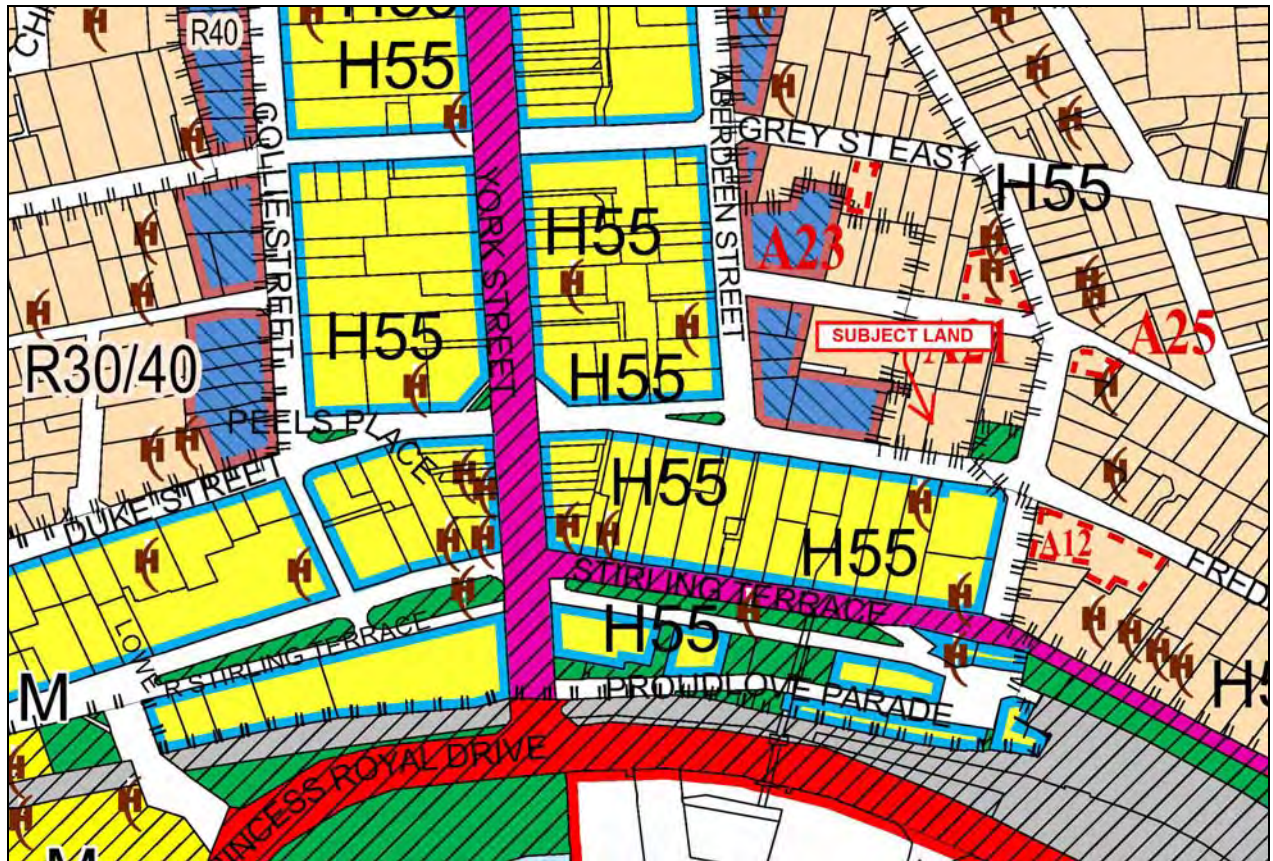 H55
R40
H55
GREY ST EAST
COLLIE STREET
YORK STREET
ABERDEEN STREET
H55
H55
A23
H55
SUBJECT LAND
A25
R30/40
H55
PEELS PLACE
DUKE STREET
H55
H55
A12
FRED
STIRLING TERRACE
H55
LOWER STIRLING TERRACE
M
PROUDLOVE PARADE
PRINCESS ROYAL DRIVE
M